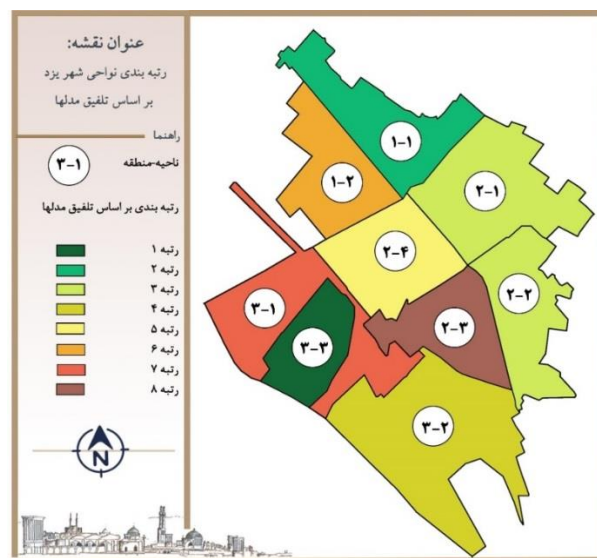 عنوان نقشه:
رتبه بندی نواحی شهر یزد
بر اساس تلفیق مدلها
راهنما
۳-۱
ناحیه-منطقه
رتبه بندی بر اساس تلفیق مدلها
رتبه ۱
رتبه ۲
رتبه ۳
رتبه ۴
رتبه ۵
رتبه ۶
رتبه ۷
رتبه ۸
N
۱-۱
۱-۲
۲-۱
۲-۴
۲-۲
۳-۱
۲-۳
۳-۳
۳-۲